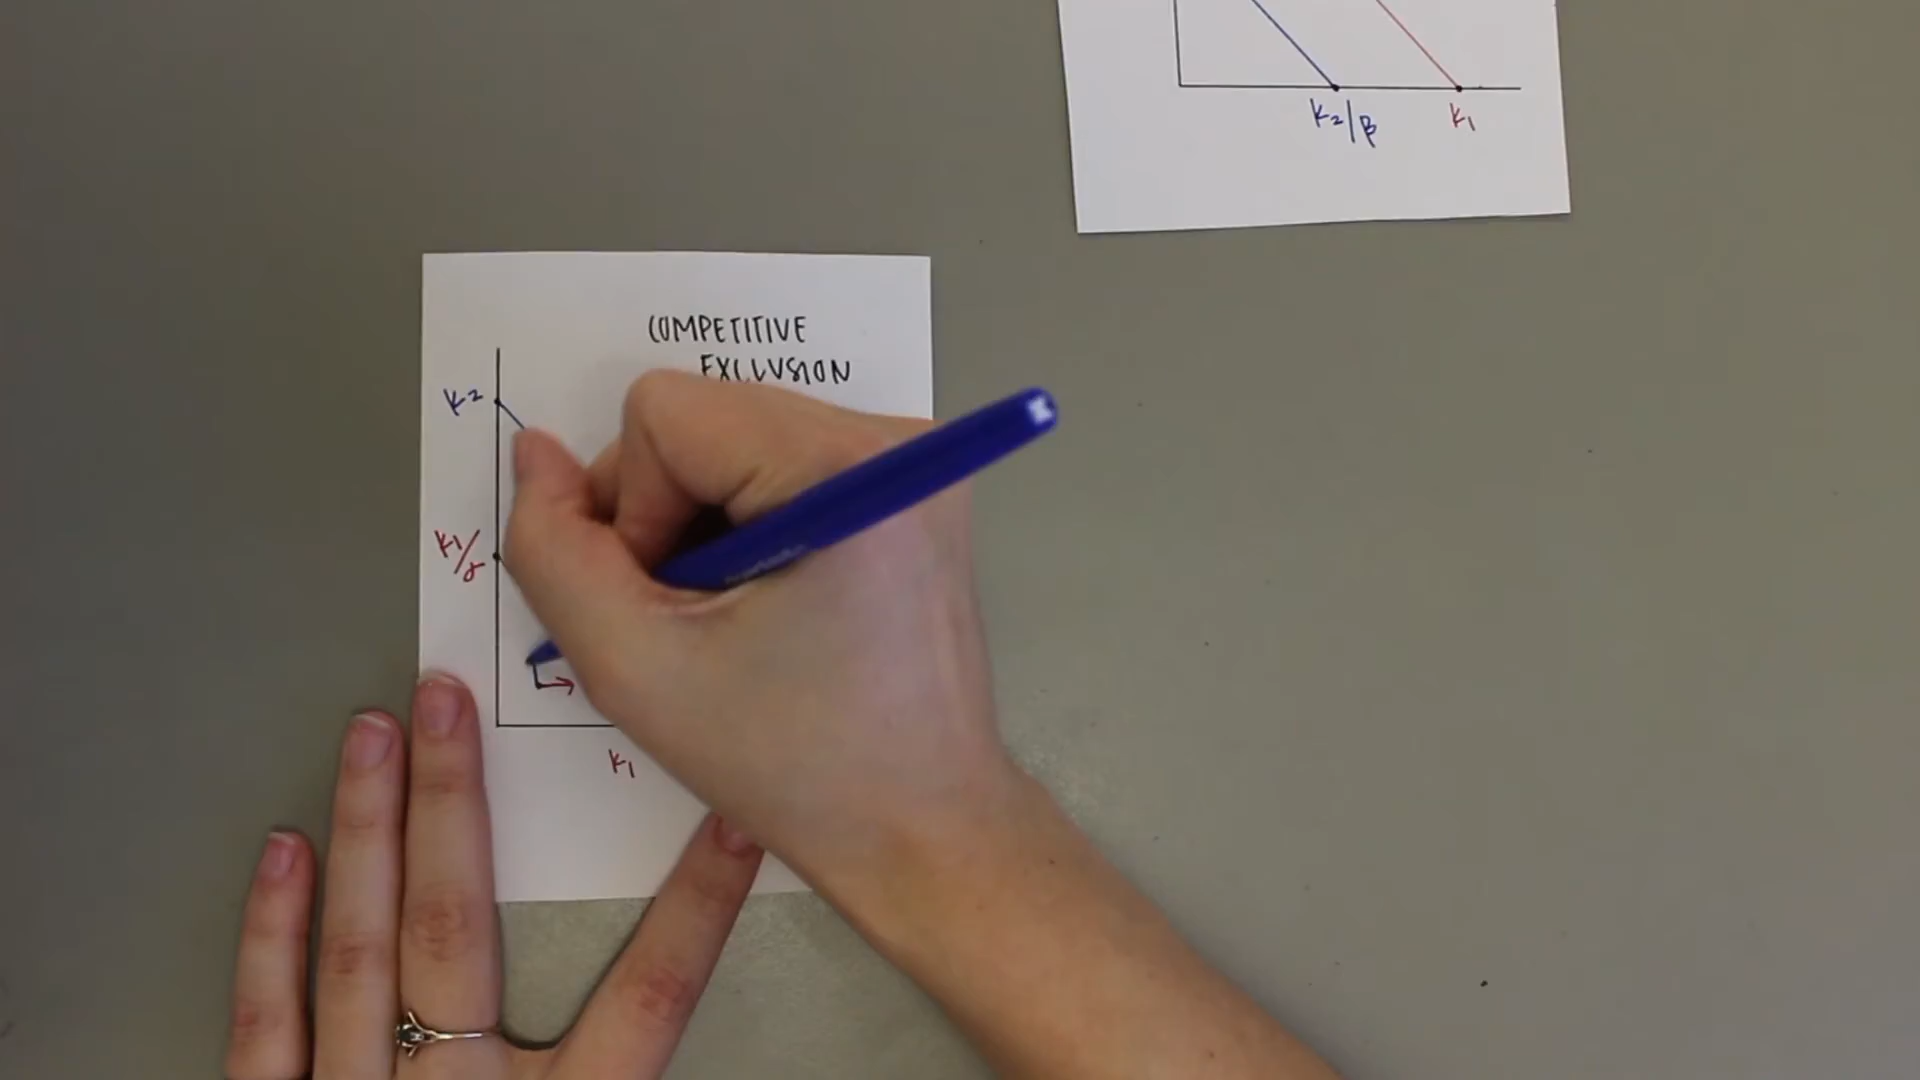 K2/β
K1
COMPETITIVE
EXCLUSION
K2
K1/α
K1